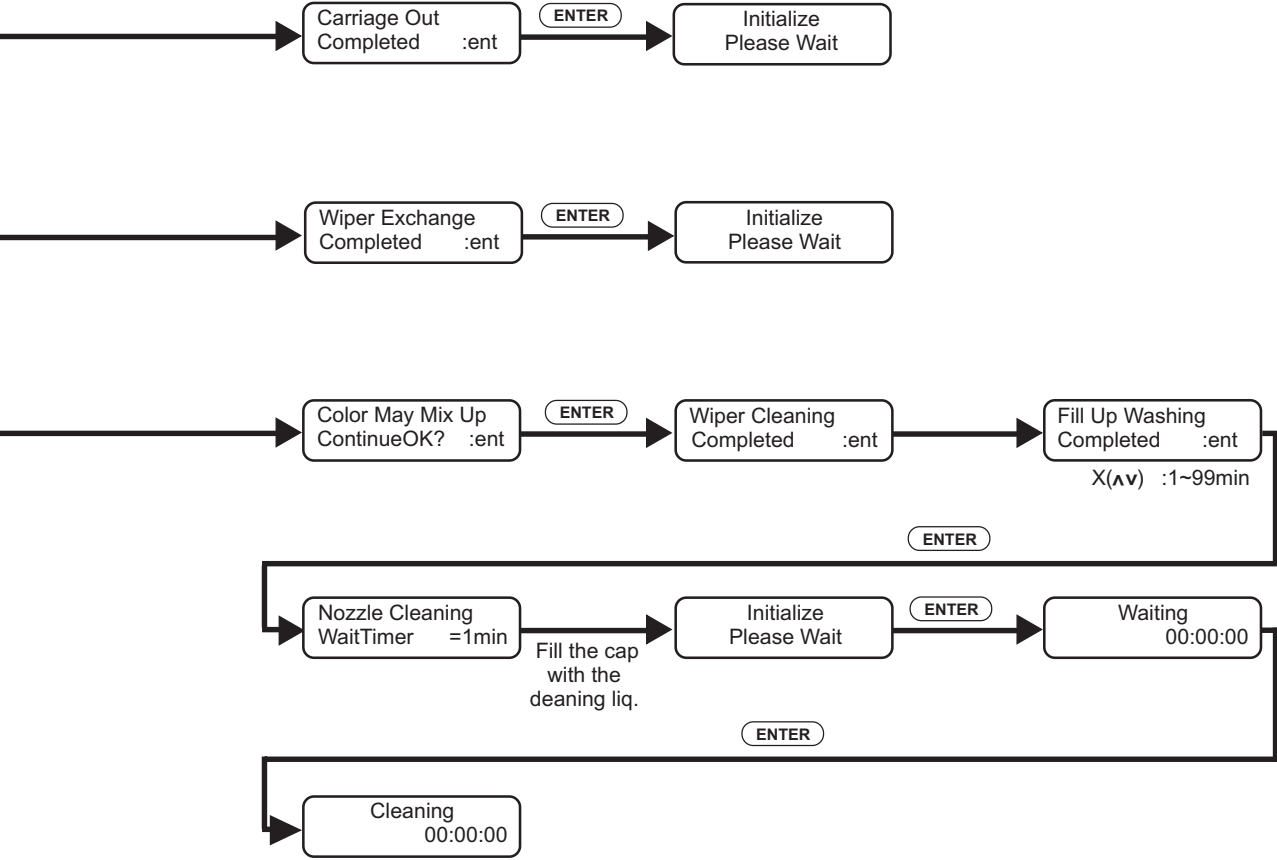 Carriage Out
Completed :ent
ENTER
Initialize
Please Wait
Wiper Exchange
Completed :ent
ENTER
Initialize
Please Wait
Color May Mix Up
ContinueOK? :ent
ENTER
Wiper Cleaning
Completed :ent
Fill Up Washing
Completed :ent
X(∧∨) :1~99min
ENTER
Nozzle Cleaning
WaitTimer =1min
Fill the cap
with the
deaning liq.
Initialize
Please Wait
ENTER
Waiting
00:00:00
ENTER
Cleaning
00:00:00